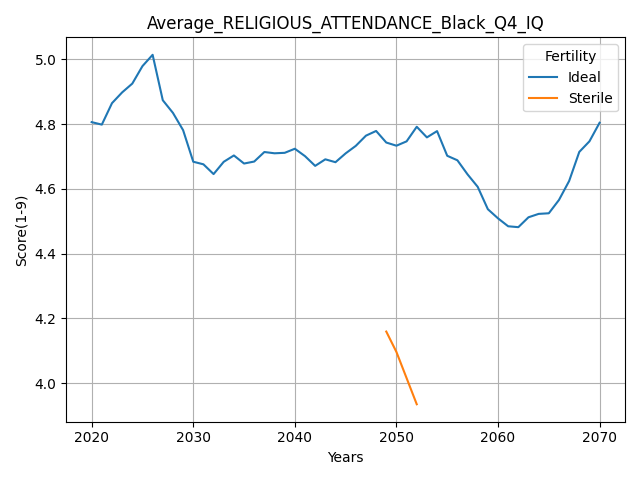 Average_RELIGIOUS_ATTENDANCE_Black_Q4_IQ
Fertility
Ideal
Sterile
Score(1-9)
5.0
4.8
4.6
4.4
4.2
4.0
2020 2030 2040 2050 2060 2070
Years